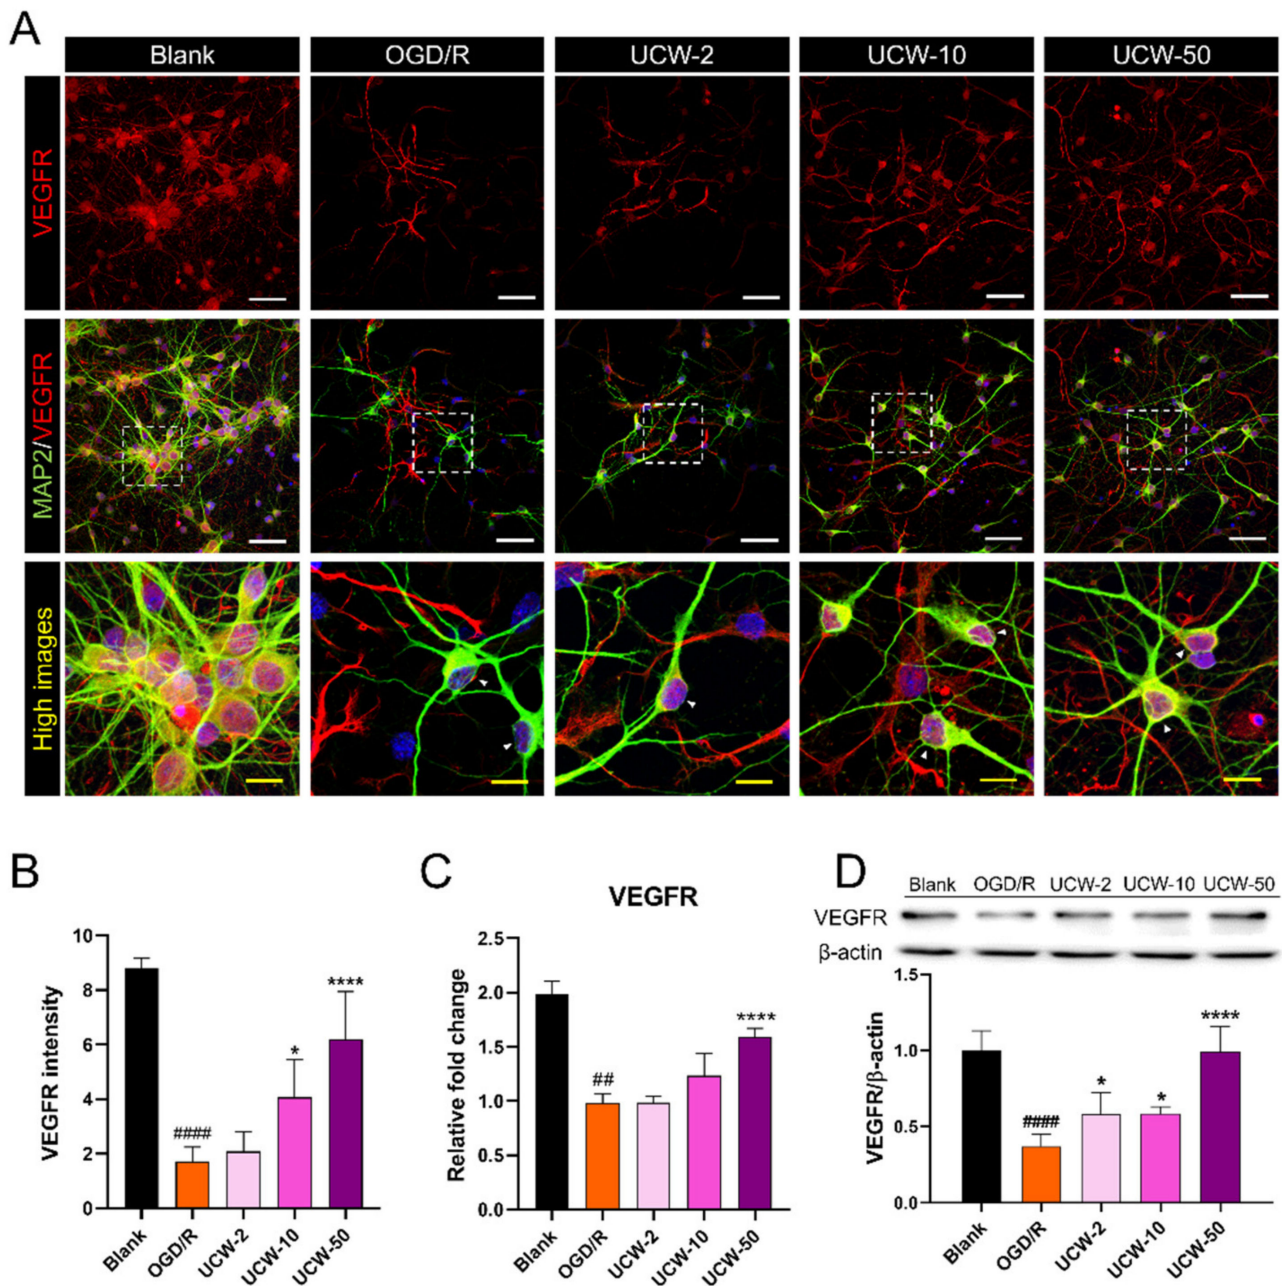 A
Blank OGD/R UCW-2 UCW-10 UCW-50
VEGFR
MAP2/VEGFR
High images
B
VEGFR intensity
10
8
6
4
2
0
####
*
****
Blank OGD/R UCW-2 UCW-10 UCW-50
C
VEGFR
Relative fold change
2.5
2.0
1.5
1.0
0.5
0.0
##
****
Blank OGD/R UCW-2 UCW-10 UCW-50
D
Blank OGD/R UCW-2 UCW-10 UCW-50
VEGFR
β-actin
VEGFR/β-actin
1.5
1.0
0.5
0.0
####
*
*
****
Blank OGD/R UCW-2 UCW-10 UCW-50